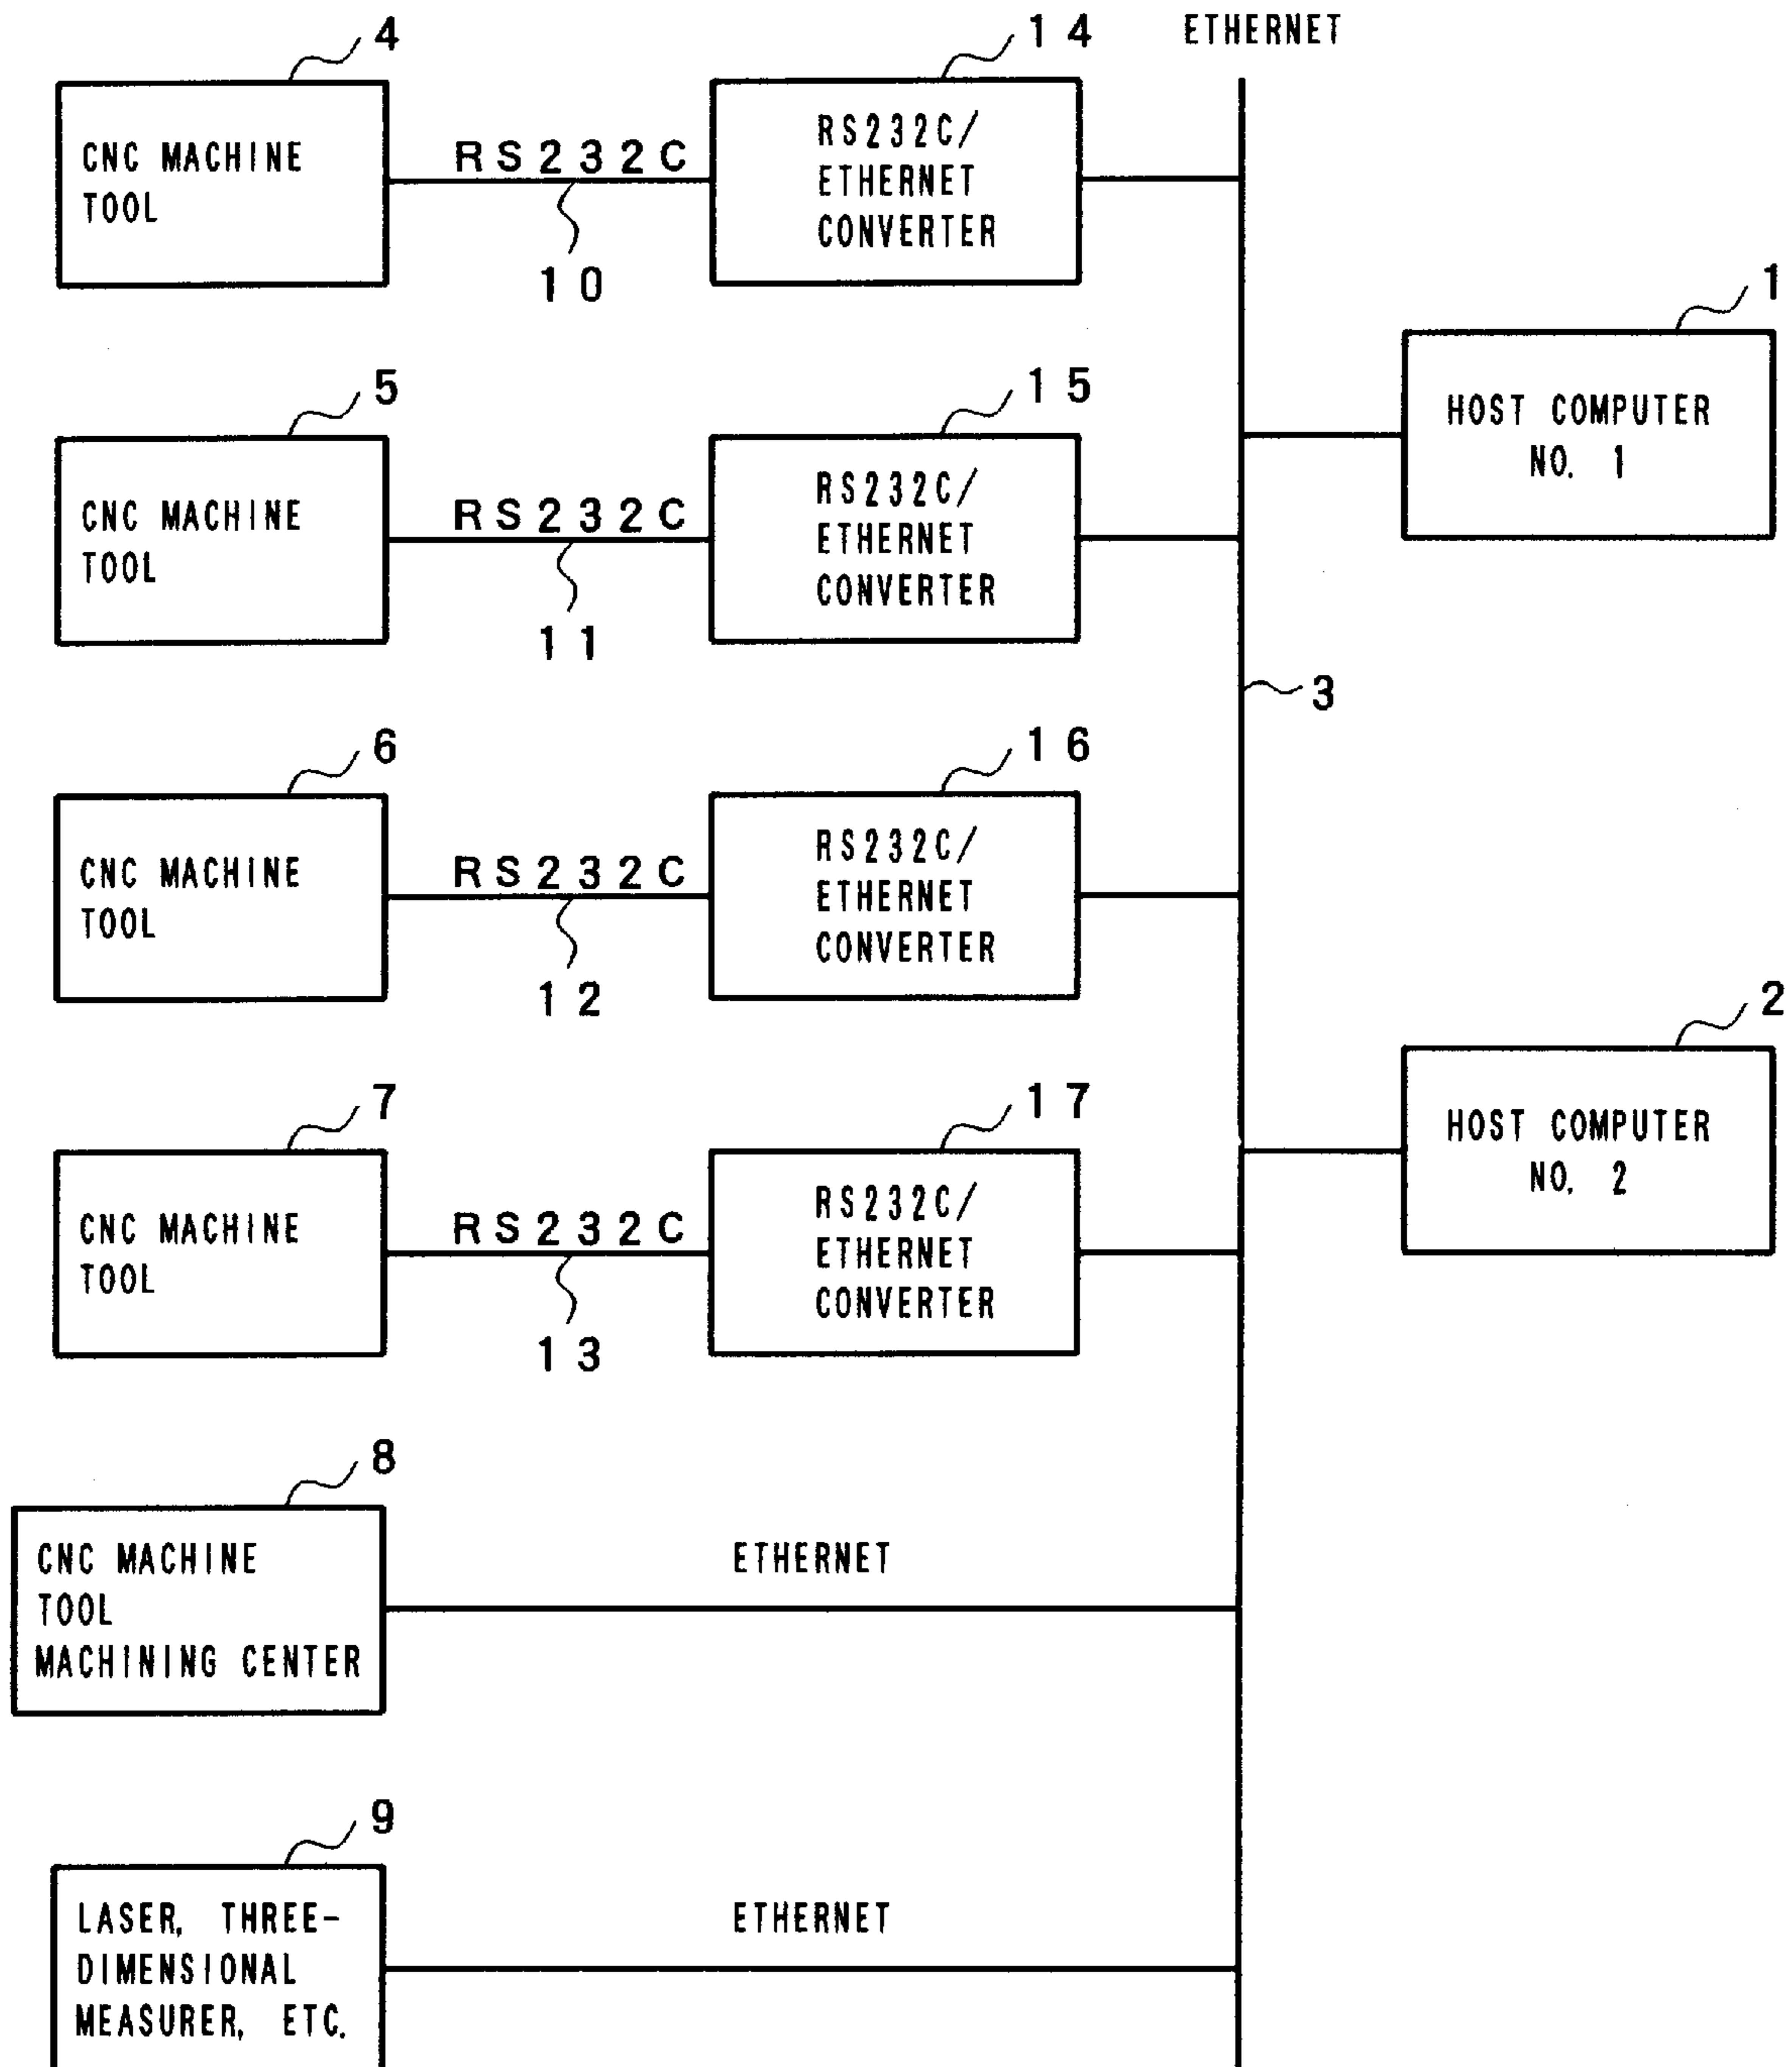 4
14
ETHERNET
CNC MACHINE
TOOL
RS232C
10
RS232C/
ETHERNET
CONVERTER
1
HOST COMPUTER
NO. 1
5
15
CNC MACHINE
TOOL
RS232C
11
RS232C/
ETHERNET
CONVERTER
3
6
16
CNC MACHINE
TOOL
RS232C
12
RS232C/
ETHERNET
CONVERTER
2
HOST COMPUTER
NO. 2
7
17
CNC MACHINE
TOOL
RS232C
13
RS232C/
ETHERNET
CONVERTER
8
CNC MACHINE
TOOL
MACHINING CENTER
ETHERNET
9
LASER, THREE-
DIMENSIONAL
MEASURER, ETC.
ETHERNET